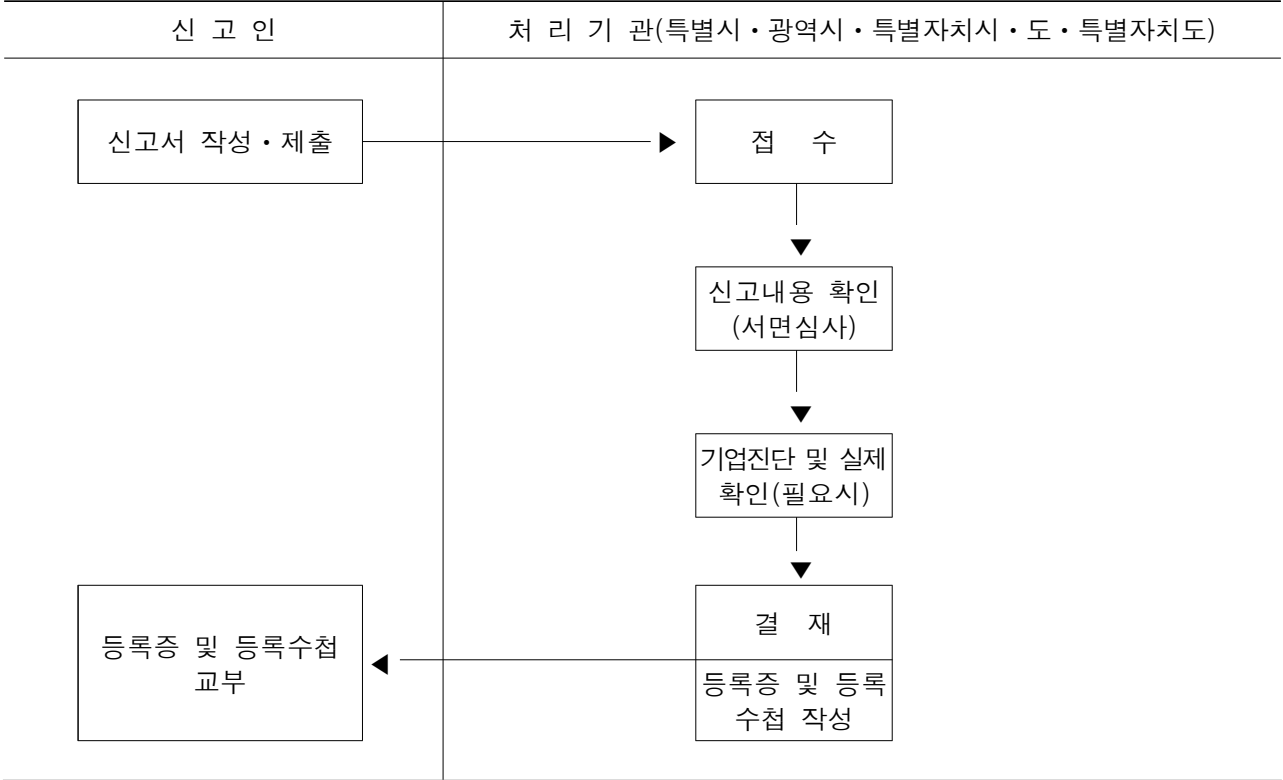 신 고 인
처 리 기 관(특별시・광역시・특별자치시・도・특별자치도)
신고서 작성・제출
접 수
신고내용 확인
(서면심사)
기업진단 및 실제
확인(필요시)
결 재
등록증 및 등록
수첩 작성
등록증 및 등록수첩
교부